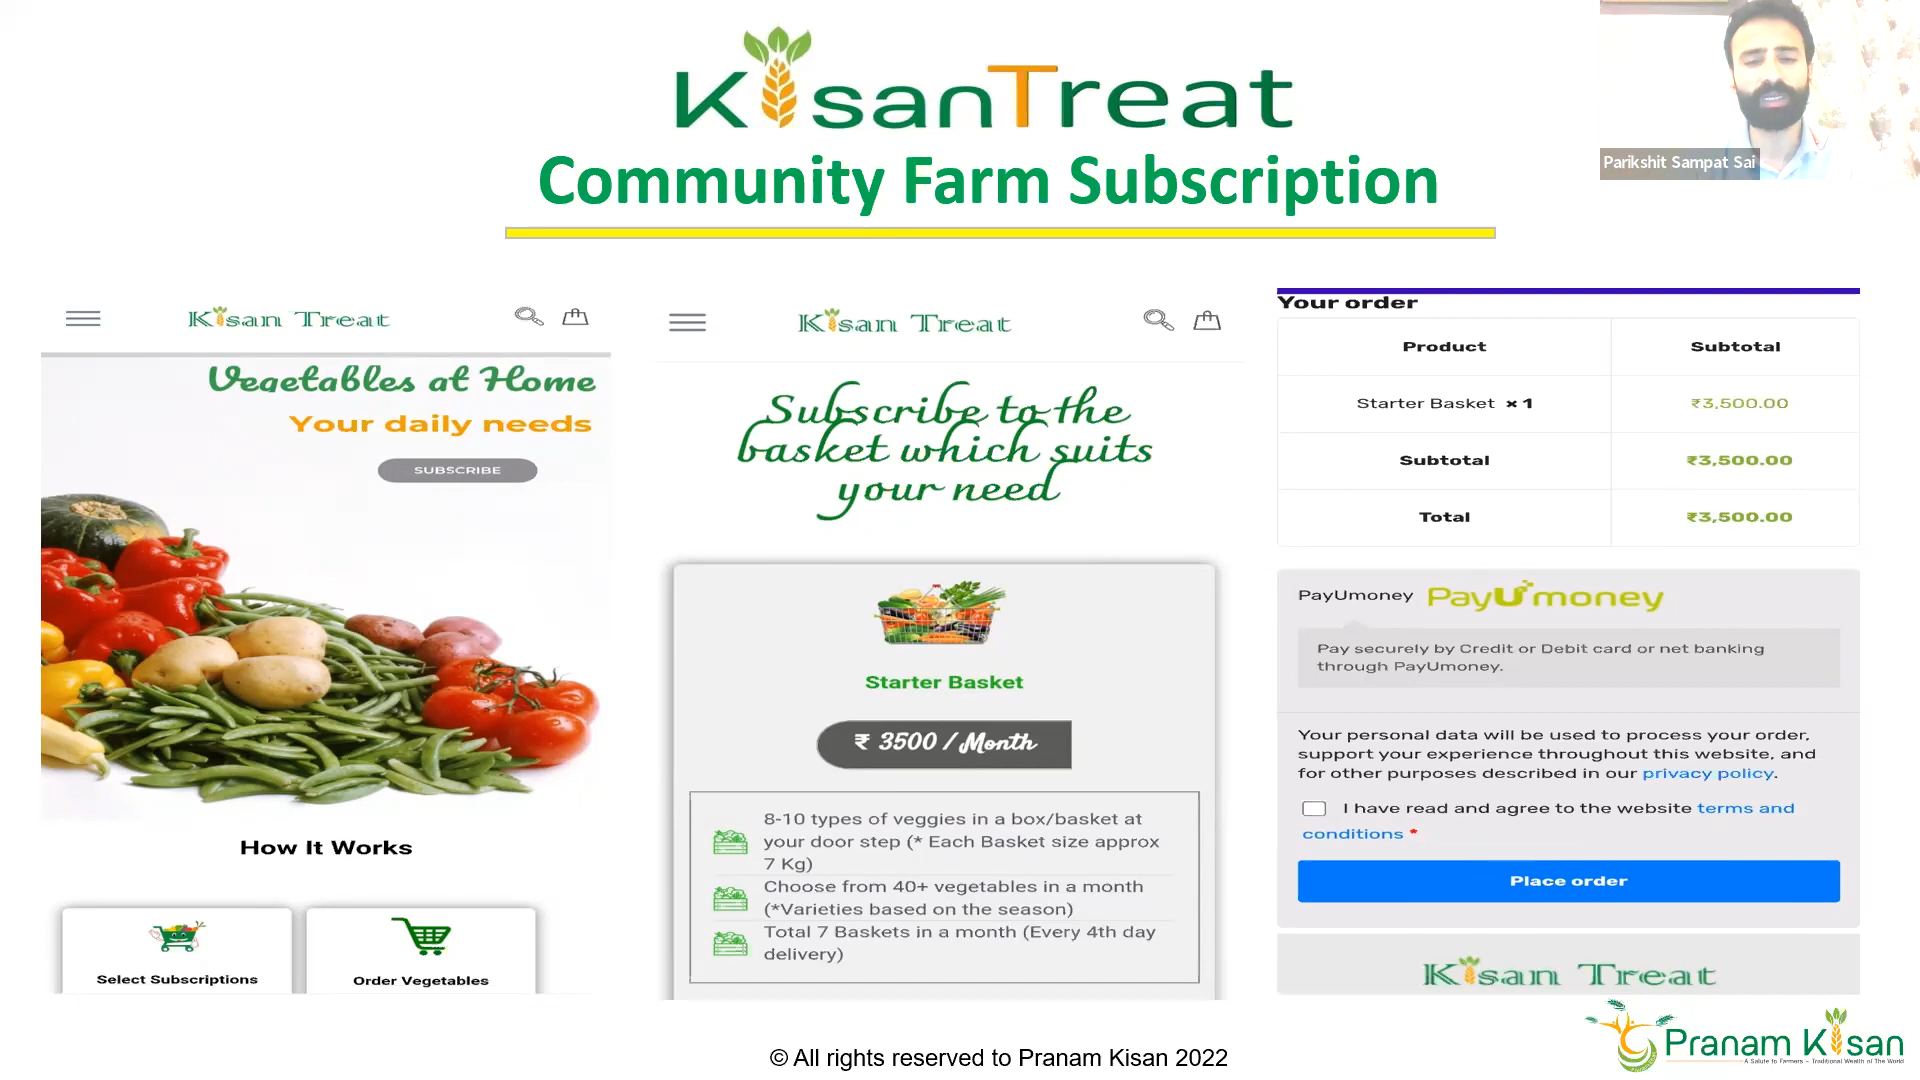 KisanTreat
Community Farm Subscription
Parikshit Sampat Sai
Kisan Treat
Vegetables at Home
Your daily needs
SUBSCRIBE
How It Works
Select Subscriptions
Order Vegetables
Kisan Treat
Subscribe to the
basket which suits
your need
Starter Basket
₹ 3500 / Month
8-10 types of veggies in a box/basket at
your door step (* Each Basket size approx
7 Kg)
Choose from 40+ vegetables in a month
(*Varieties based on the season)
Total 7 Baskets in a month (Every 4th day
delivery)
Your order
Product Subtotal
Starter Basket × 1 ₹3,500.00
Subtotal ₹3,500.00
Total ₹3,500.00
PayUmoney PayUmoney
Pay securely by Credit or Debit card or net banking
through PayUmoney.
Your personal data will be used to process your order,
support your experience throughout this website, and
for other purposes described in our privacy policy.
I have read and agree to the website terms and
conditions *
Place order
Kisan Treat
Pranam Kisan
A Salute to Farmers – Traditional Wealth of The World
© All rights reserved to Pranam Kisan 2022